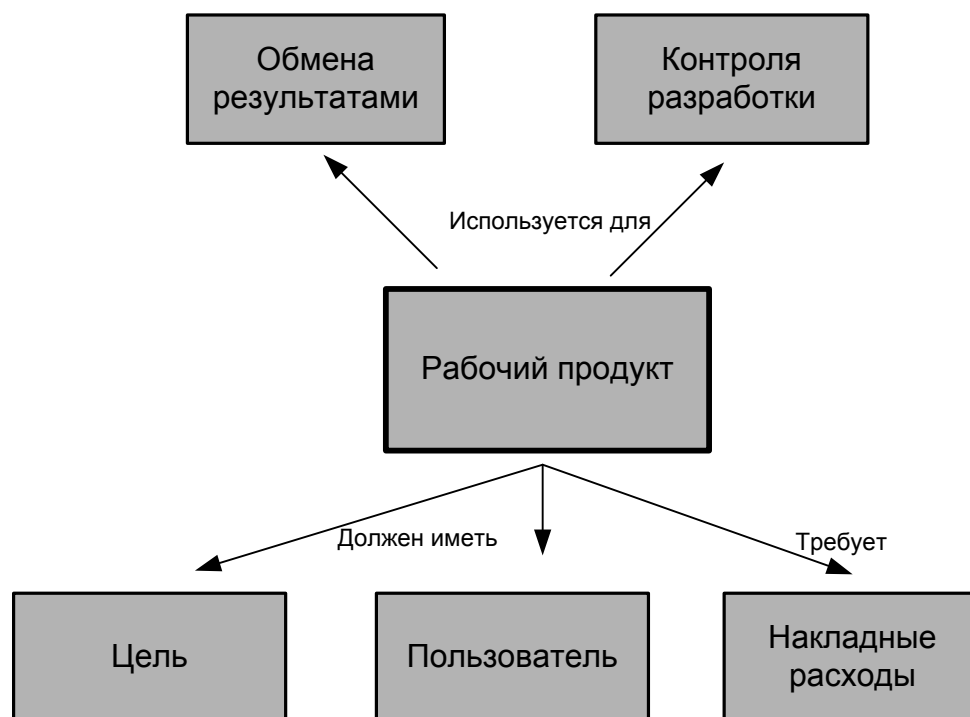 Обмена
результатами
Контроля
разработки
Используется для
Рабочий продукт
Должен иметь
Требует
Цель
Пользователь
Накладные
расходы